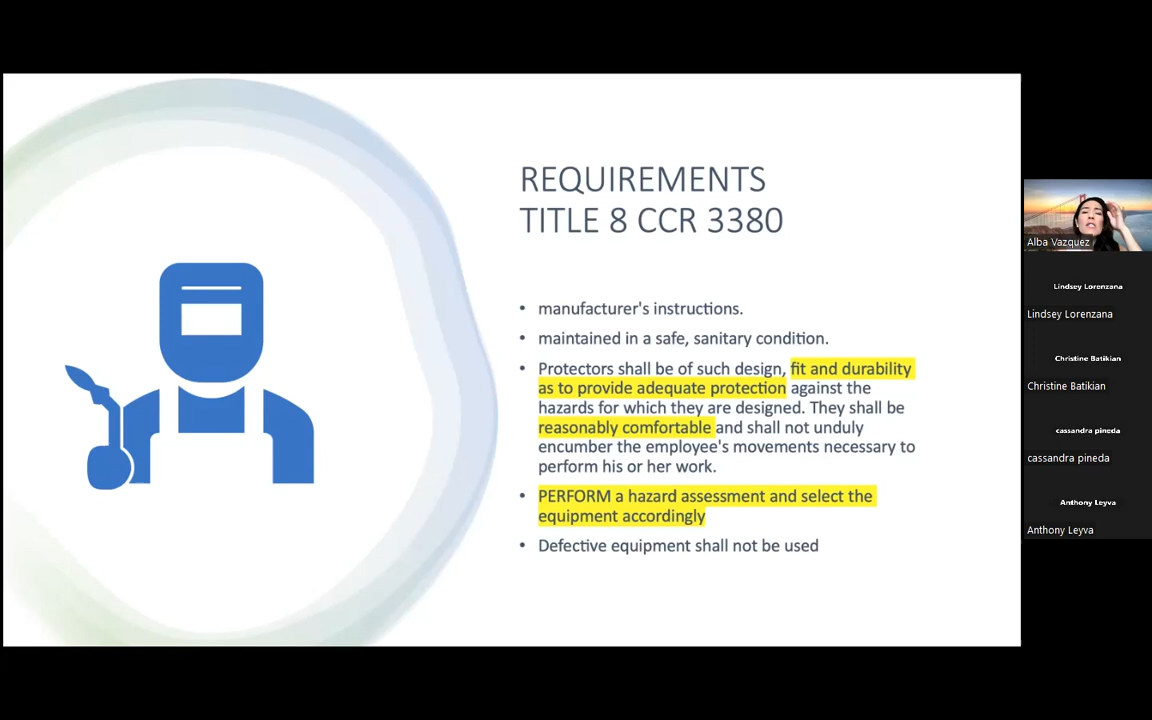 REQUIREMENTS
TITLE 8 CCR 3380
• manufacturer's instructions.
• maintained in a safe, sanitary condition.
• Protectors shall be of such design, fit and durability
as to provide adequate protection against the
hazards for which they are designed. They shall be
reasonably comfortable and shall not unduly
encumber the employee's movements necessary to
perform his or her work.
• PERFORM a hazard assessment and select the
equipment accordingly
• Defective equipment shall not be used
Alba Vazquez
Lindsey Lorenzana
Lindsey Lorenzana
Christine Batikian
Christine Batikian
cassandra pineda
cassandra pineda
Anthony Leyva
Anthony Leyva